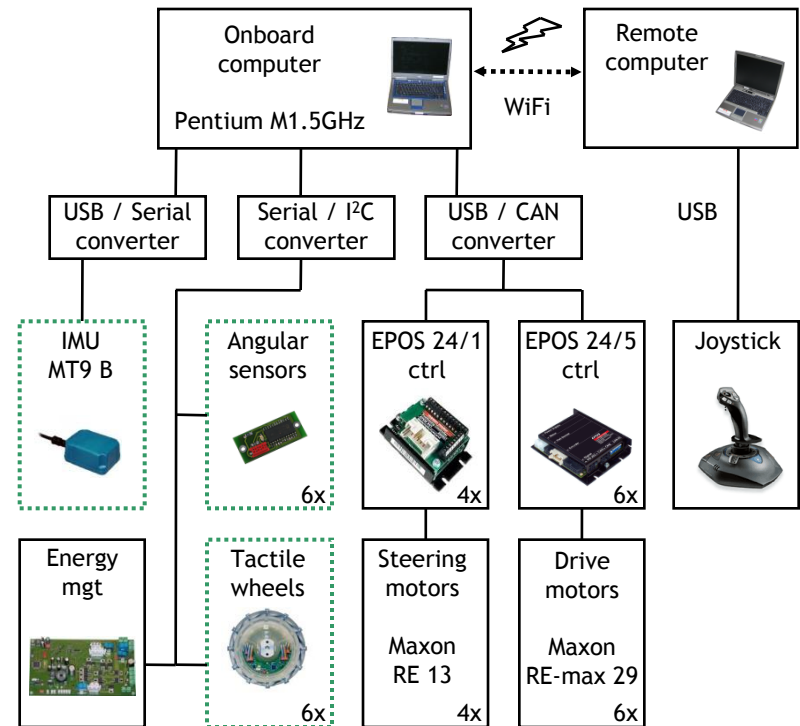 Onboard
computer
Pentium M1.5GHz
WiFi
Remote
computer
USB / Serial
converter
Serial / I²C
converter
USB / CAN
converter
USB
IMU
MT9 B
Angular
sensors
6x
EPOS 24/1
ctrl
4x
EPOS 24/5
ctrl
6x
Joystick
Energy
mgt
Tactile
wheels
6x
Steering
motors
Maxon
RE 13
4x
Drive
motors
Maxon
RE-max 29
6x